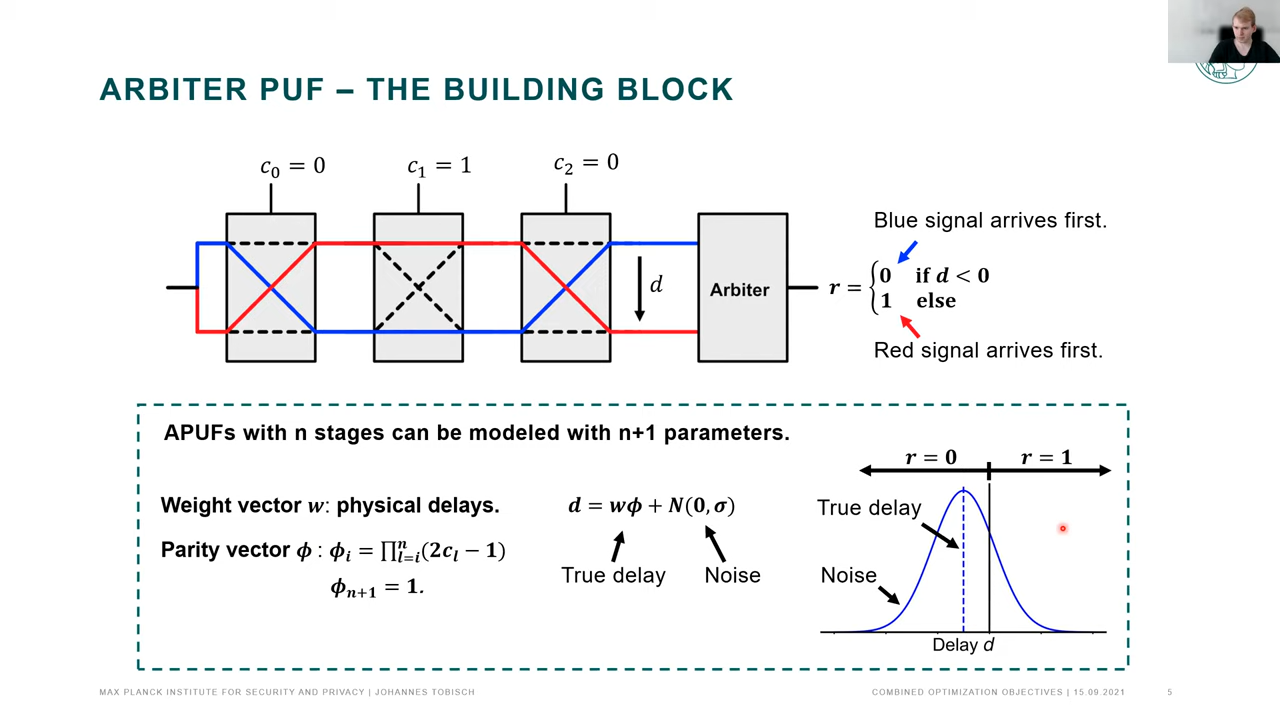 ARBITER PUF – THE BUILDING BLOCK
c₀ = 0
c₁ = 1
c₂ = 0
Blue signal arrives first.
d
Arbiter
r = {0 if d < 0
1 else
Red signal arrives first.
APUFs with n stages can be modeled with n+1 parameters.
Weight vector w: physical delays.
Parity vector ϕ : ϕᵢ = ∏ⁿₗ₌ᵢ(2cₗ − 1)
ϕₙ₊₁ = 1.
d = wϕ + N(0, σ)
True delay
Noise
r = 0
r = 1
True delay
Noise
Delay d
MAX PLANCK INSTITUTE FOR SECURITY AND PRIVACY | JOHANNES TOBISCH
COMBINED OPTIMIZATION OBJECTIVES | 15.09.2021
5